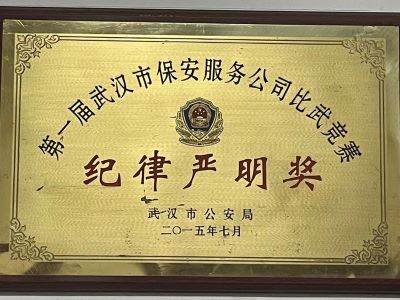 第一届武汉市保安服务公司比武竞赛
纪律严明奖
武汉市公安局
二〇一五年七月